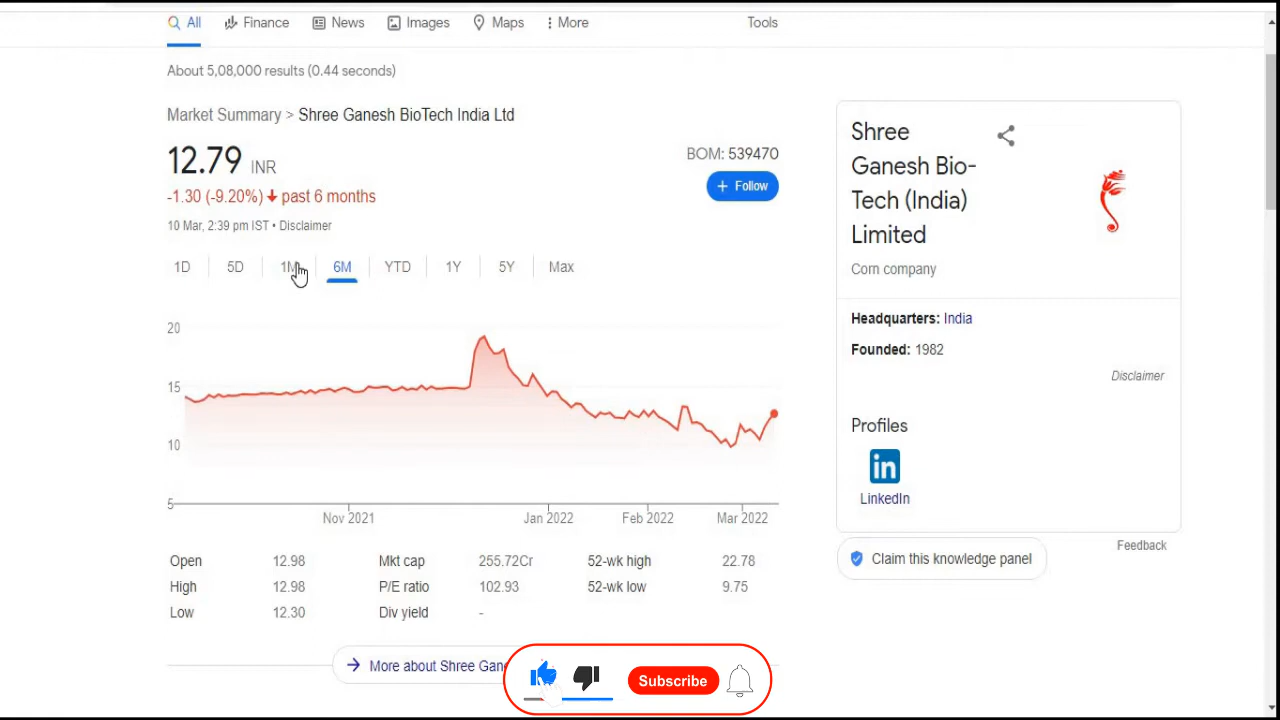 All Finance News Images Maps More Tools
About 5,08,000 results (0.44 seconds)
Market Summary > Shree Ganesh BioTech India Ltd
12.79 INR
BOM: 539470
-1.30 (-9.20%) past 6 months
+ Follow
10 Mar, 2:39 pm IST • Disclaimer
1D 5D 1M 6M YTD 1Y 5Y Max
20
15
10
5
Nov 2021 Jan 2022 Feb 2022 Mar 2022
Open 12.98 Mkt cap 255.72Cr 52-wk high 22.78
High 12.98 P/E ratio 102.93 52-wk low 9.75
Low 12.30 Div yield -
More about Shree Gan
Shree
Ganesh Bio-
Tech (India)
Limited
Corn company
Headquarters: India
Founded: 1982
Disclaimer
Profiles
in
LinkedIn
Feedback
Claim this knowledge panel
Subscribe